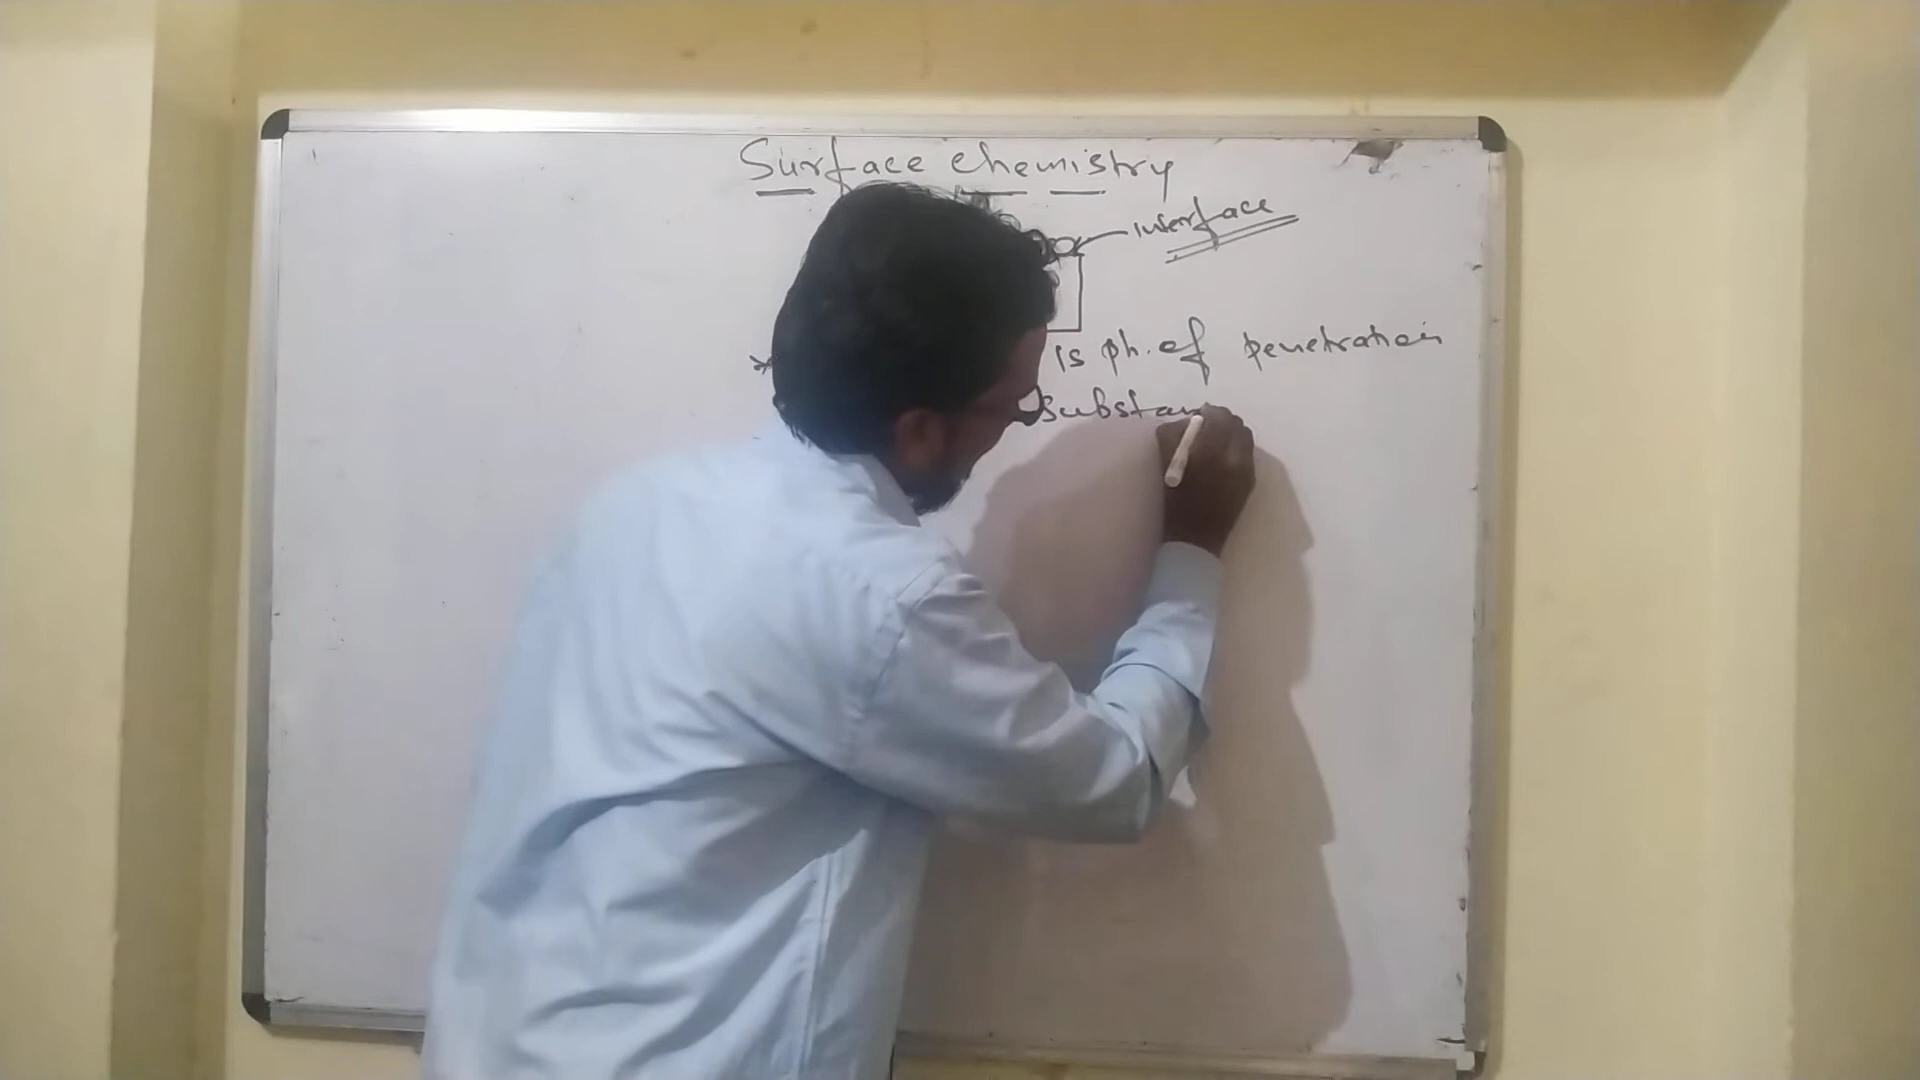 Surface chemistry
interface
* is ph. of penetration
substan